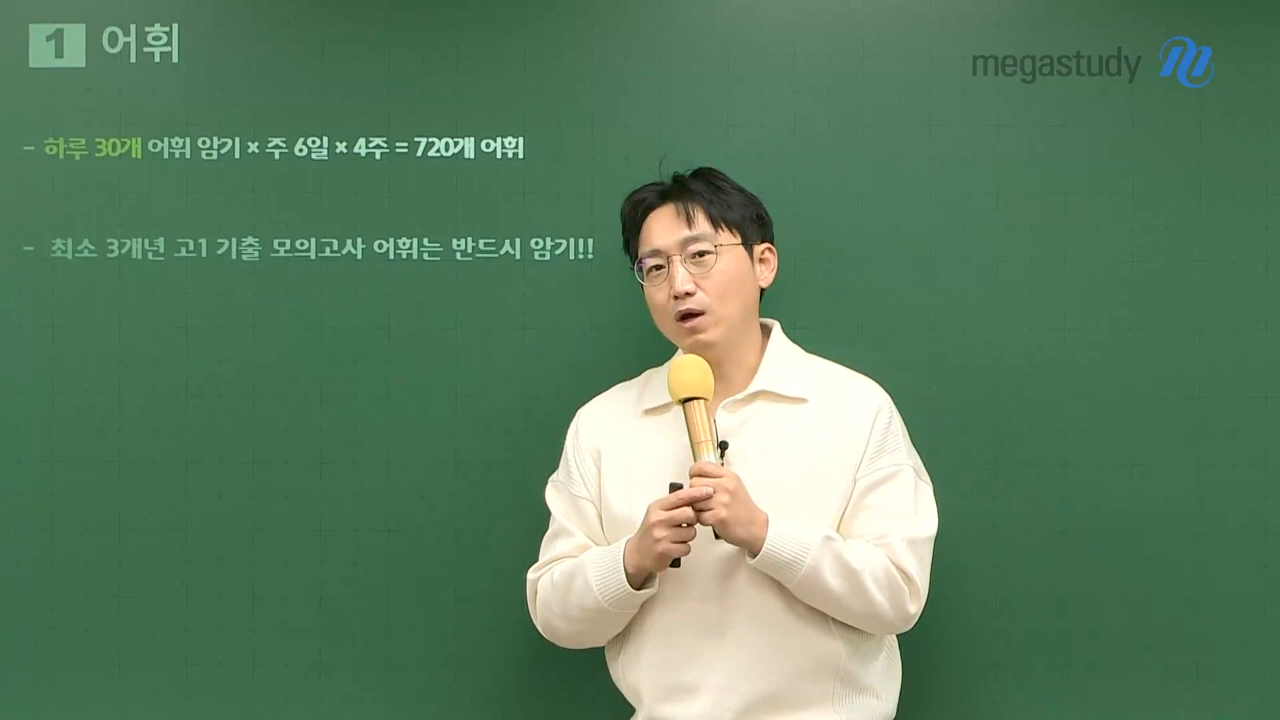 1 어휘
megastudy
- 하루 30개 어휘 암기 × 주 6일 × 4주 = 720개 어휘
- 최소 3개년 고1 기출 모의고사 어휘는 반드시 암기!!